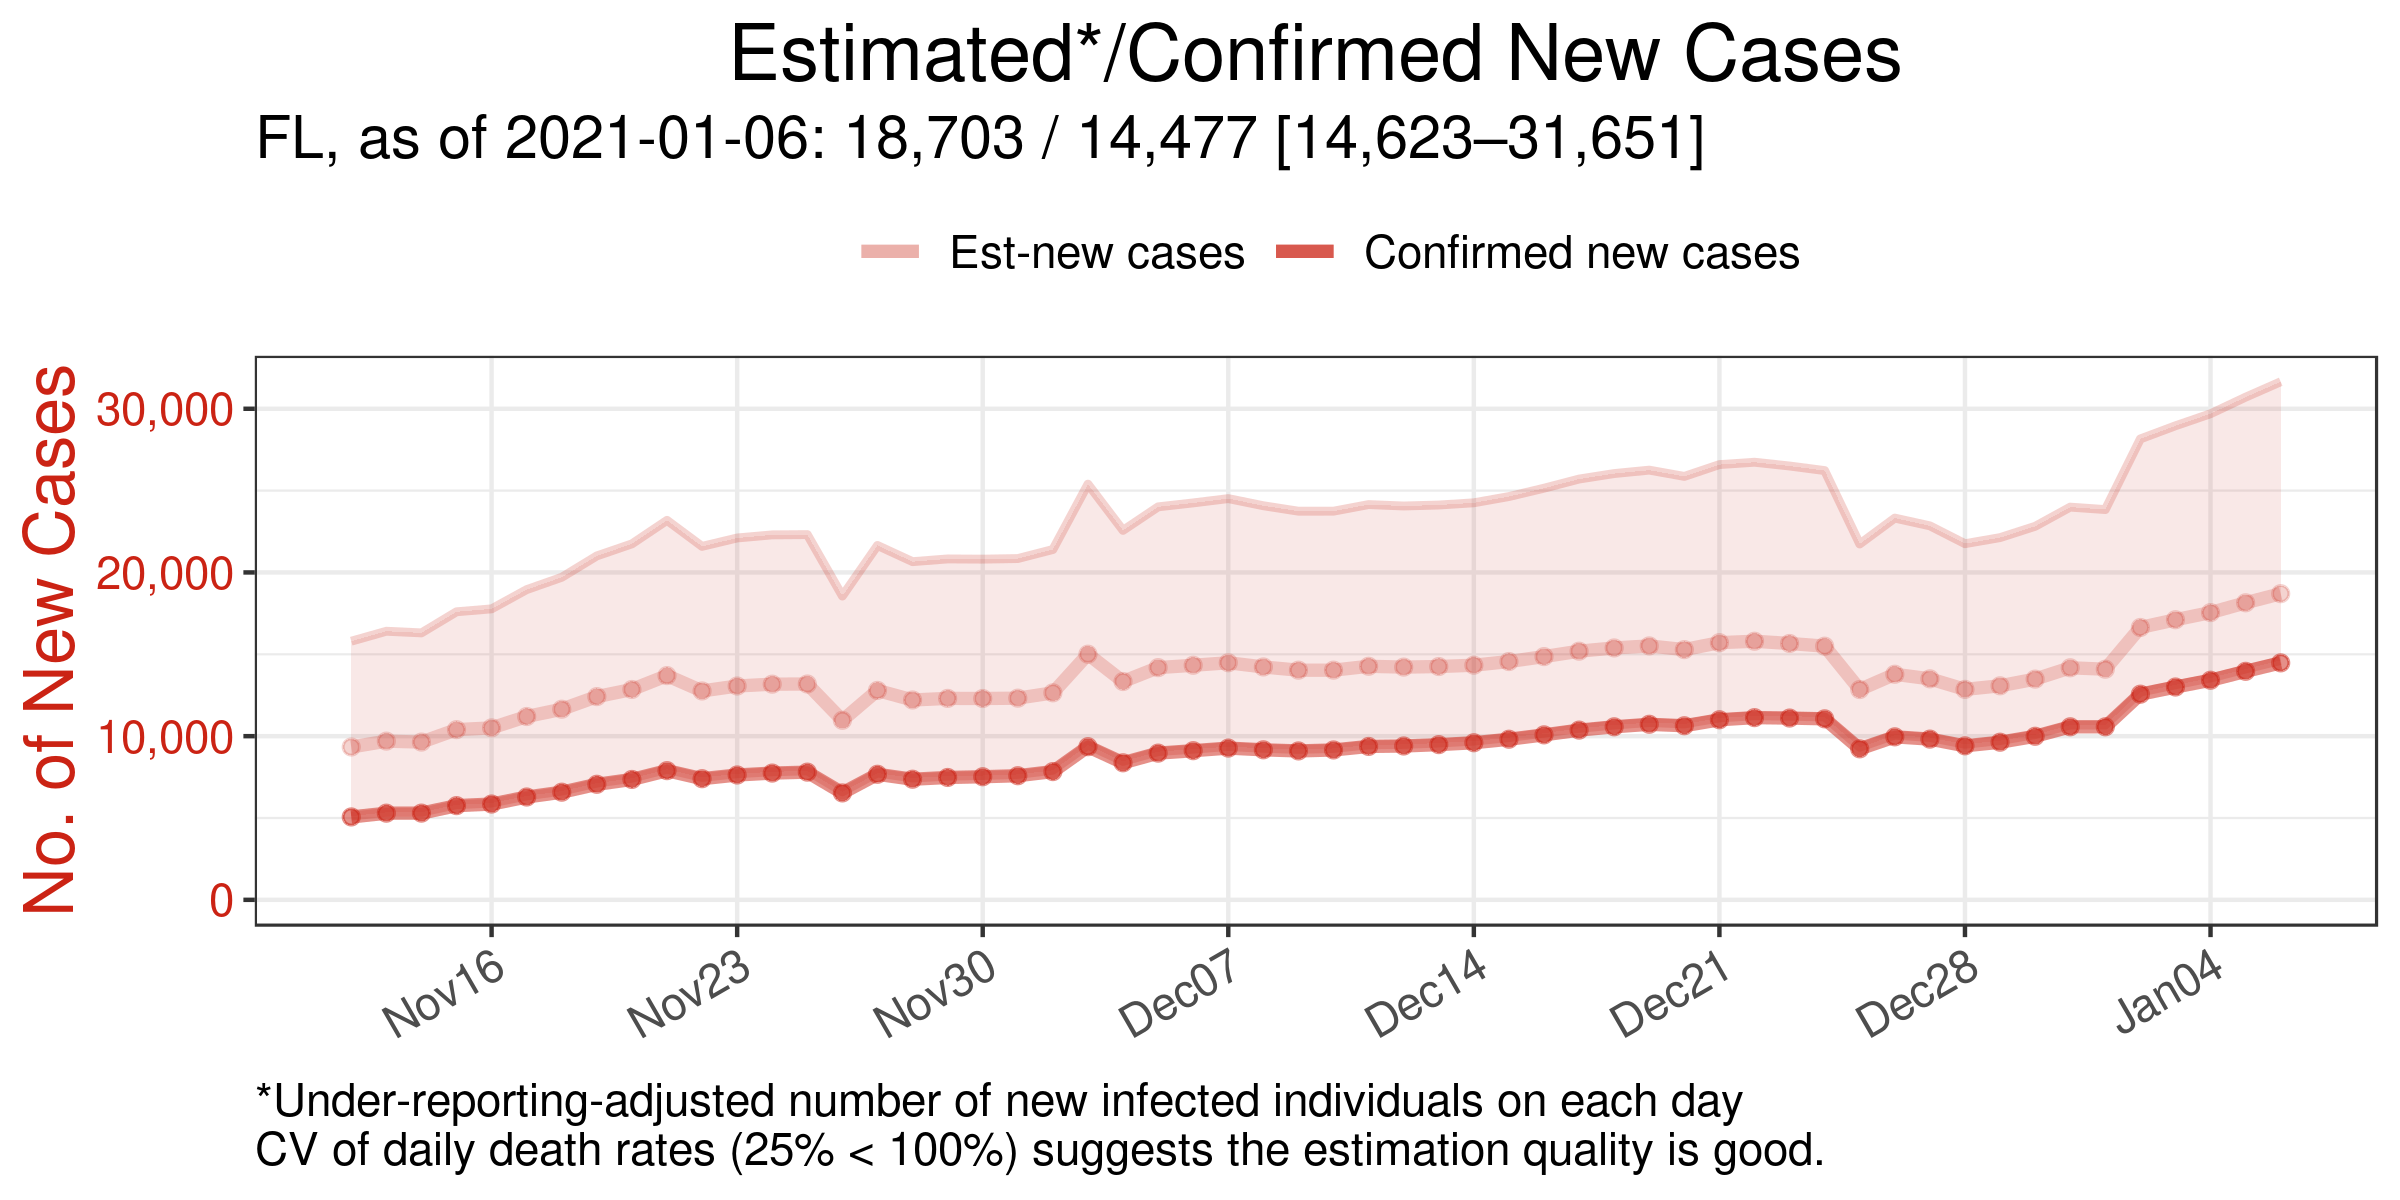 Estimated*/Confirmed New Cases
FL, as of 2021-01-06: 18,703 / 14,477 [14,623–31,651]
Est-new cases Confirmed new cases
No. of New Cases
30,000
20,000
10,000
0
Nov16 Nov23 Nov30 Dec07 Dec14 Dec21 Dec28 Jan04
*Under-reporting-adjusted number of new infected individuals on each day
CV of daily death rates (25% < 100%) suggests the estimation quality is good.